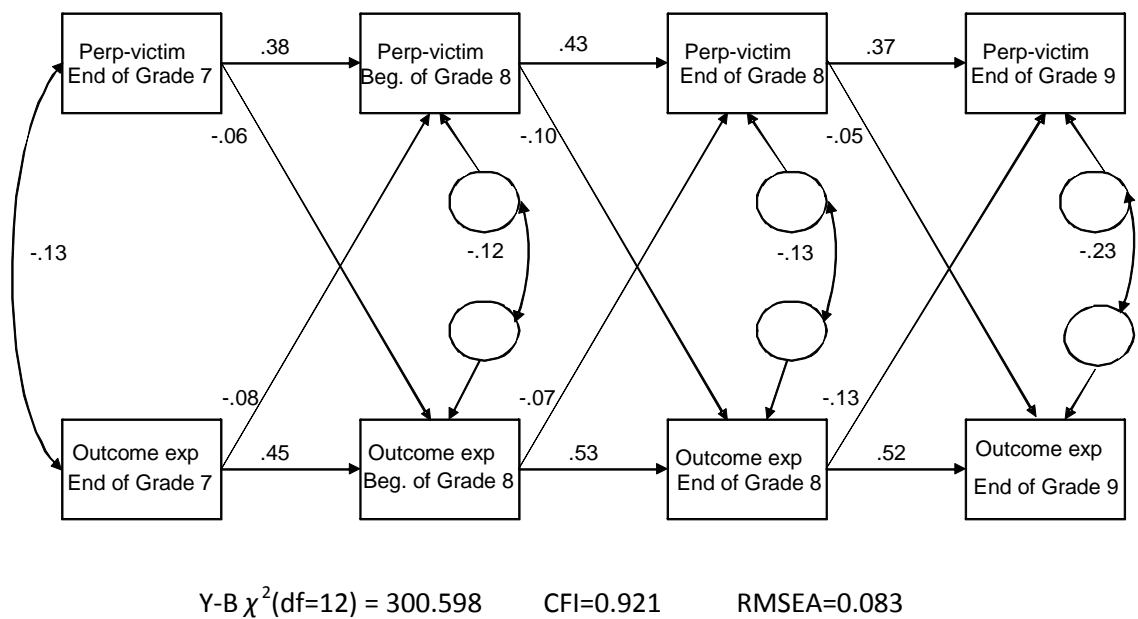 Perp-victim
End of Grade 7
.38
Perp-victim
Beg. of Grade 8
.43
Perp-victim
End of Grade 8
.37
Perp-victim
End of Grade 9
-.06
-.10
-.05
-.13
-.12
-.13
-.23
-.08
-.07
-.13
Outcome exp
End of Grade 7
.45
Outcome exp
Beg. of Grade 8
.53
Outcome exp
End of Grade 8
.52
Outcome exp
End of Grade 9
Y-B χ²(df=12) = 300.598 CFI=0.921 RMSEA=0.083